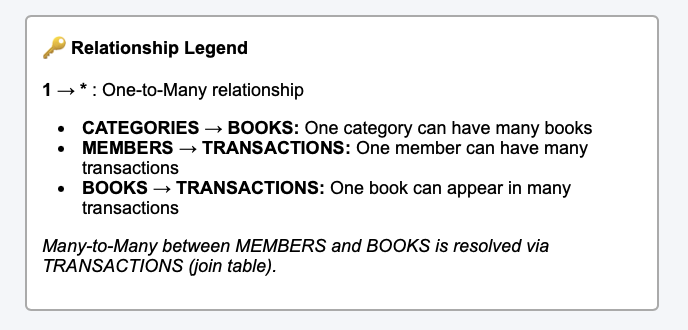 🔑 Relationship Legend
1 → * : One-to-Many relationship
• CATEGORIES → BOOKS: One category can have many books
• MEMBERS → TRANSACTIONS: One member can have many
transactions
• BOOKS → TRANSACTIONS: One book can appear in many
transactions
Many-to-Many between MEMBERS and BOOKS is resolved via
TRANSACTIONS (join table).